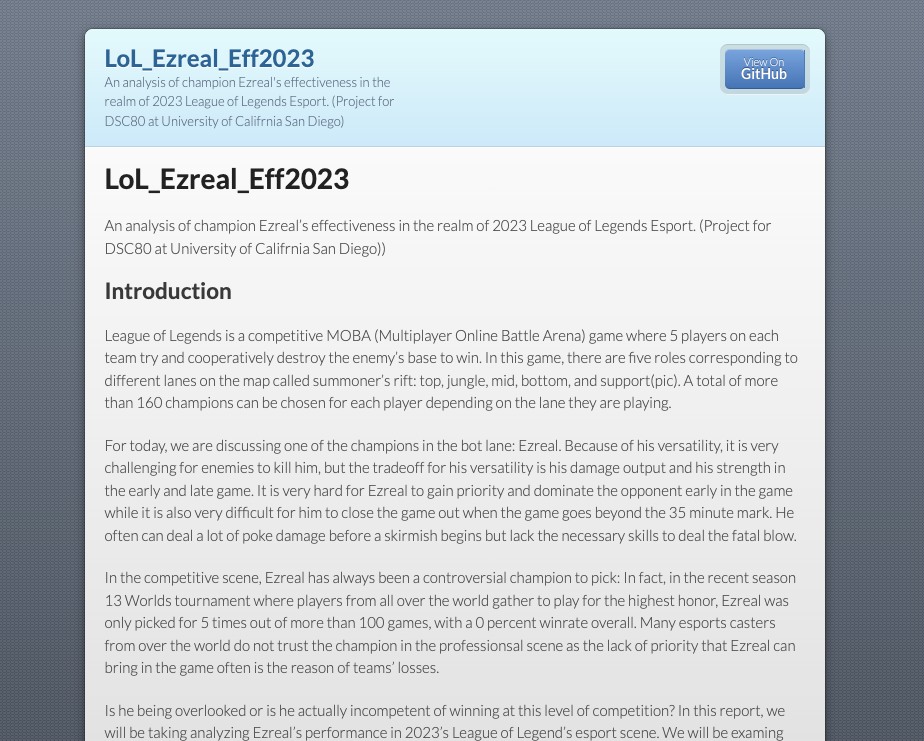 LoL_Ezreal_Eff2023
An analysis of champion Ezreal's effectiveness in the
realm of 2023 League of Legends Esport. (Project for
DSC80 at University of Califrnia San Diego)
View On
GitHub
LoL_Ezreal_Eff2023
An analysis of champion Ezreal's effectiveness in the realm of 2023 League of Legends Esport. (Project for
DSC80 at University of Califrnia San Diego))
Introduction
League of Legends is a competitive MOBA (Multiplayer Online Battle Arena) game where 5 players on each
team try and cooperatively destroy the enemy's base to win. In this game, there are five roles corresponding to
different lanes on the map called summoner's rift: top, jungle, mid, bottom, and support(pic). A total of more
than 160 champions can be chosen for each player depending on the lane they are playing.
For today, we are discussing one of the champions in the bot lane: Ezreal. Because of his versatility, it is very
challenging for enemies to kill him, but the tradeoff for his versatility is his damage output and his strength in
the early and late game. It is very hard for Ezreal to gain priority and dominate the opponent early in the game
while it is also very difficult for him to close the game out when the game goes beyond the 35 minute mark. He
often can deal a lot of poke damage before a skirmish begins but lack the necessary skills to deal the fatal blow.
In the competitive scene, Ezreal has always been a controversial champion to pick: In fact, in the recent season
13 Worlds tournament where players from all over the world gather to play for the highest honor, Ezreal was
only picked for 5 times out of more than 100 games, with a 0 percent winrate overall. Many esports casters
from over the world do not trust the champion in the professionsal scene as the lack of priority that Ezreal can
bring in the game often is the reason of teams' losses.
Is he being overlooked or is he actually incompetent of winning at this level of competition? In this report, we
will be taking analyzing Ezreal's performance in 2023's League of Legend's esport scene. We will be examing